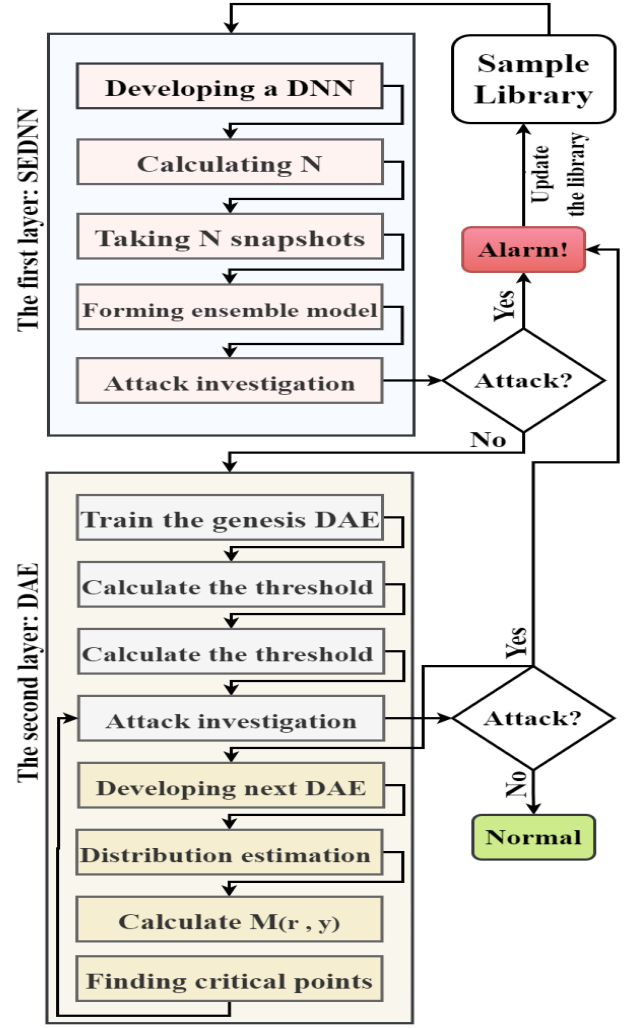 Sample
Library
The first layer: SEDNN
Developing a DNN
Calculating N
Taking N snapshots
Forming ensemble model
Attack investigation
Update
the library
Alarm!
Yes
Attack?
No
The second layer: DAE
Train the genesis DAE
Calculate the threshold
Calculate the threshold
Attack investigation
Developing next DAE
Distribution estimation
Calculate M(r , y)
Finding critical points
Yes
Attack?
No
Normal